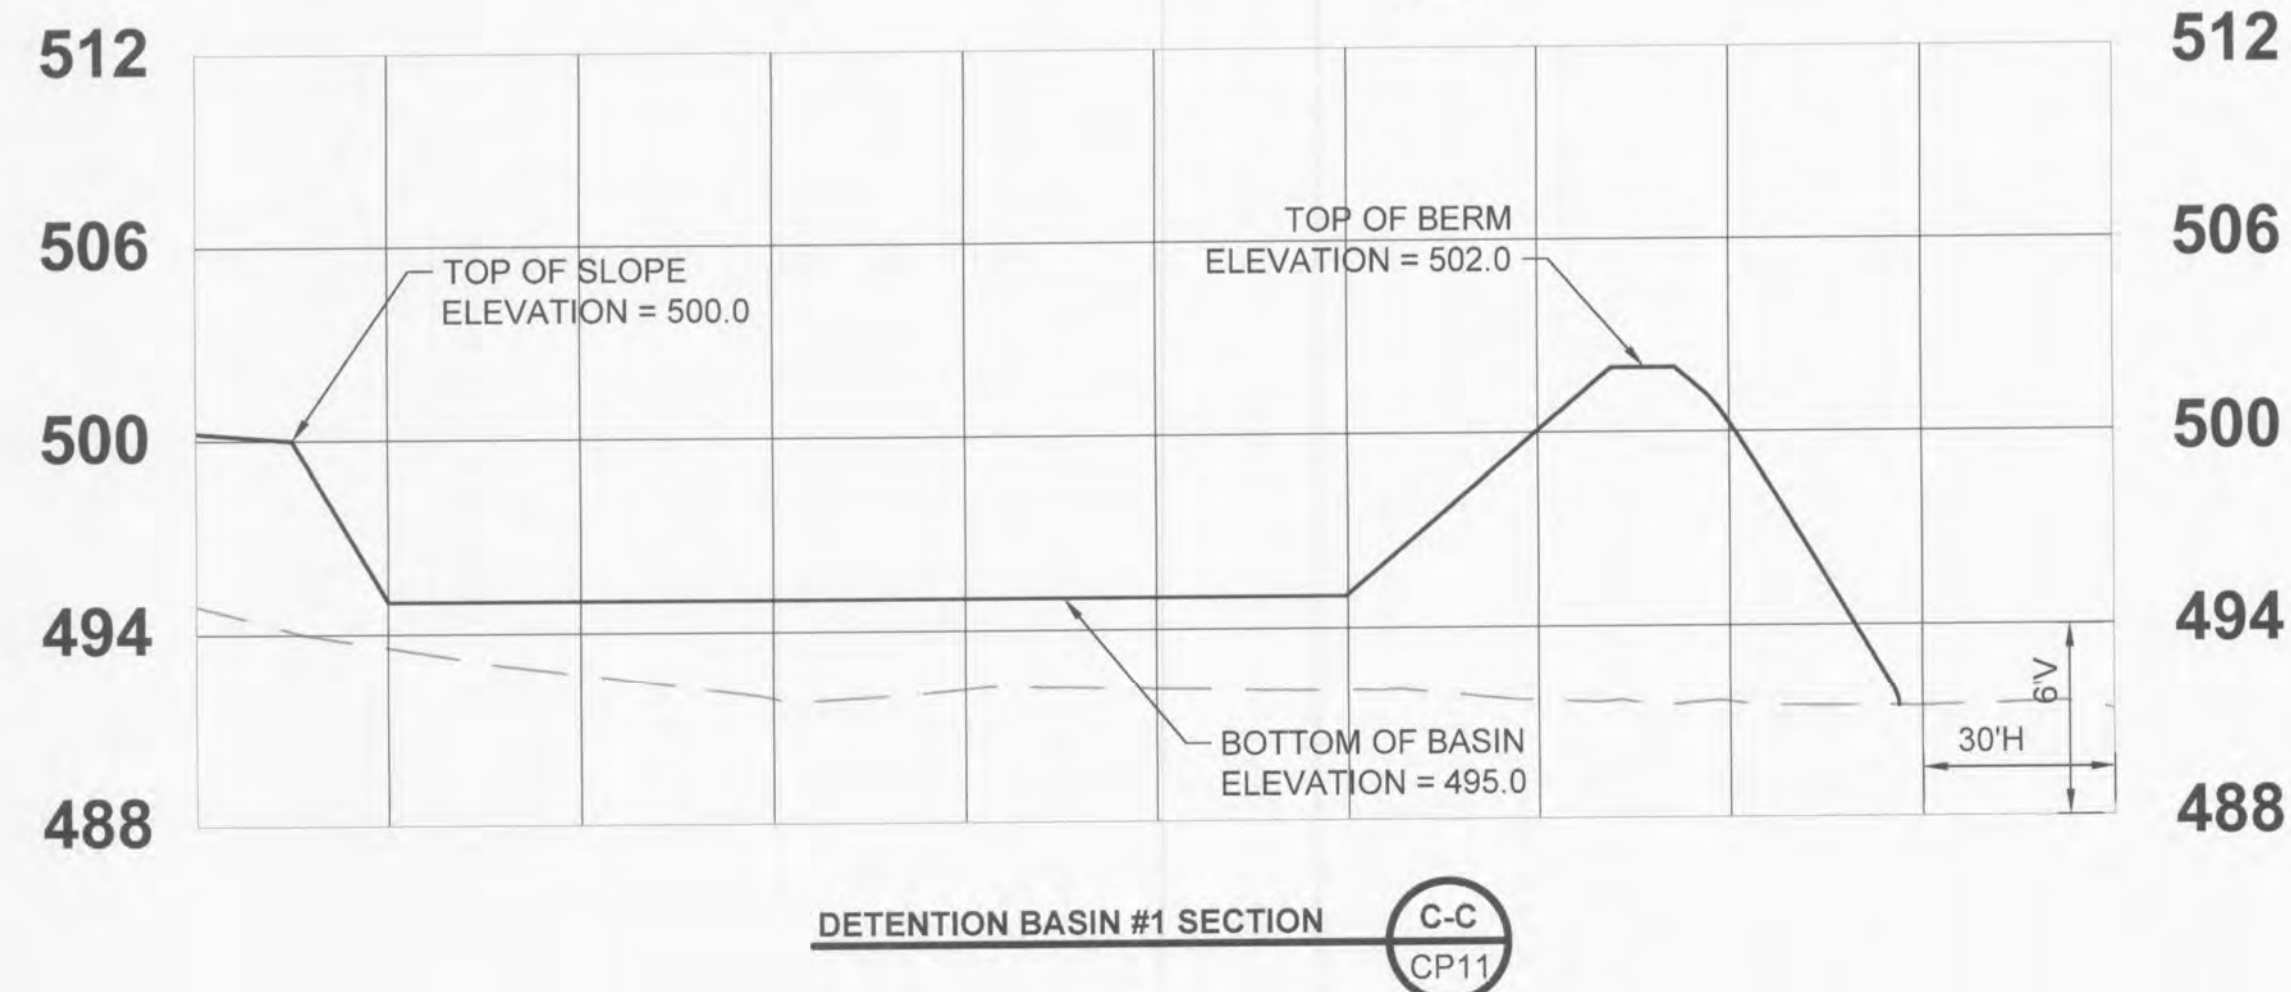 512
512
506
506
TOP OF SLOPE
ELEVATION = 500.0
TOP OF BERM
ELEVATION = 502.0
500
500
494
494
6'V
30'H
BOTTOM OF BASIN
ELEVATION = 495.0
488
488
DETENTION BASIN #1 SECTION
C-C
CP11